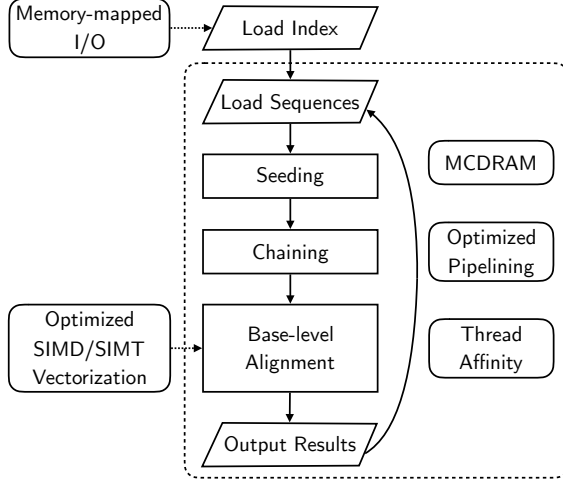 Memory-mapped
I/O
Load Index
Load Sequences
Seeding
Chaining
Base-level
Alignment
Output Results
Optimized
SIMD/SIMT
Vectorization
MCDRAM
Optimized
Pipelining
Thread
Affinity